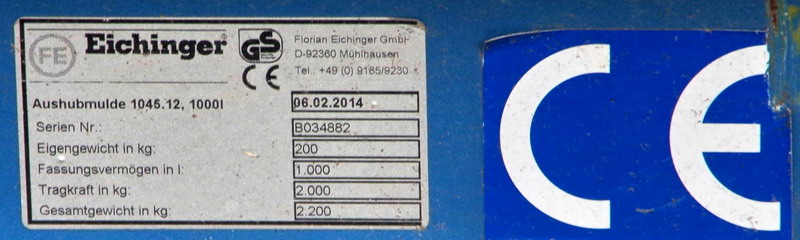 FE Eichinger GS Florian Eichinger GmbH
D-92360 Mühlhausen
CE Tel.: +49 (0) 9185/9230
Aushubmulde 1045.12, 1000l 06.02.2014
Serien Nr.: B034882
Eigengewicht in kg: 200
Fassungsvermögen in l: 1.000
Tragkraft in kg: 2.000
Gesamtgewicht in kg: 2.200
CE